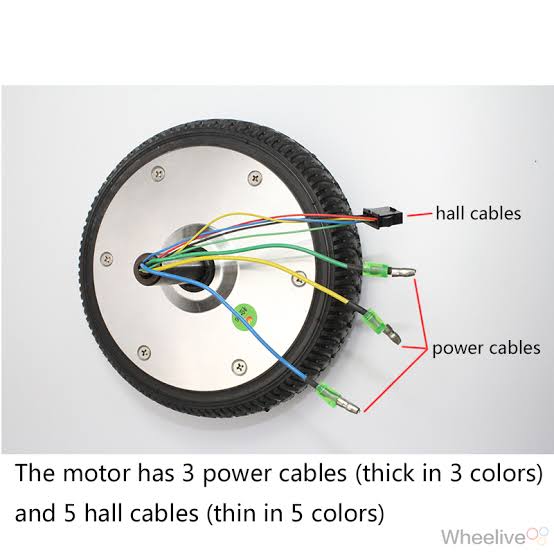 hall cables
power cables
The motor has 3 power cables (thick in 3 colors)
and 5 hall cables (thin in 5 colors)
Wheelive